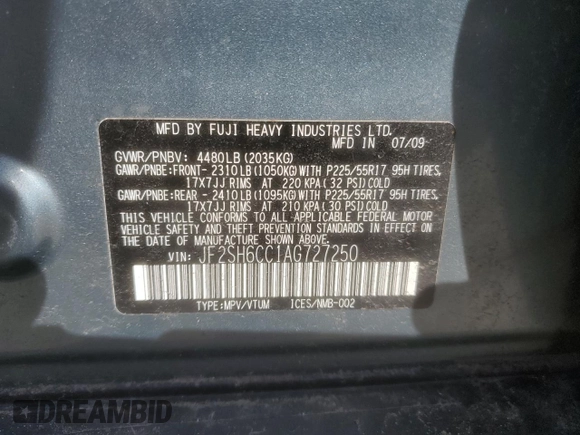 MFD BY FUJI HEAVY INDUSTRIES LTD.
MFD IN 07/09
GVWR/PNBV: 4480LB (2035KG)
GAWR/PNBE:FRONT- 2310LB(1050KG)WITH P225/55R17 95H TIRES,
17X7JJ RIMS AT 220 KPA(32 PSI)COLD
GAWR/PNBE:REAR - 2410LB(1095KG)WITH P225/55R17 95H TIRES,
17X7JJ RIMS AT 210 KPA(30 PSI)COLD
THIS VEHICLE CONFORMS TO ALL APPLICABLE FEDERAL MOTOR
VEHICLE SAFETY AND THEFT PREVENTION STANDARDS IN
EFFECT ON THE DATE OF MANUFACTURE SHOWN ABOVE.
VIN: JF2SH6CC1AG727250
TYPE:MPV/VTUM ICES/NMB-002
DREAMBID